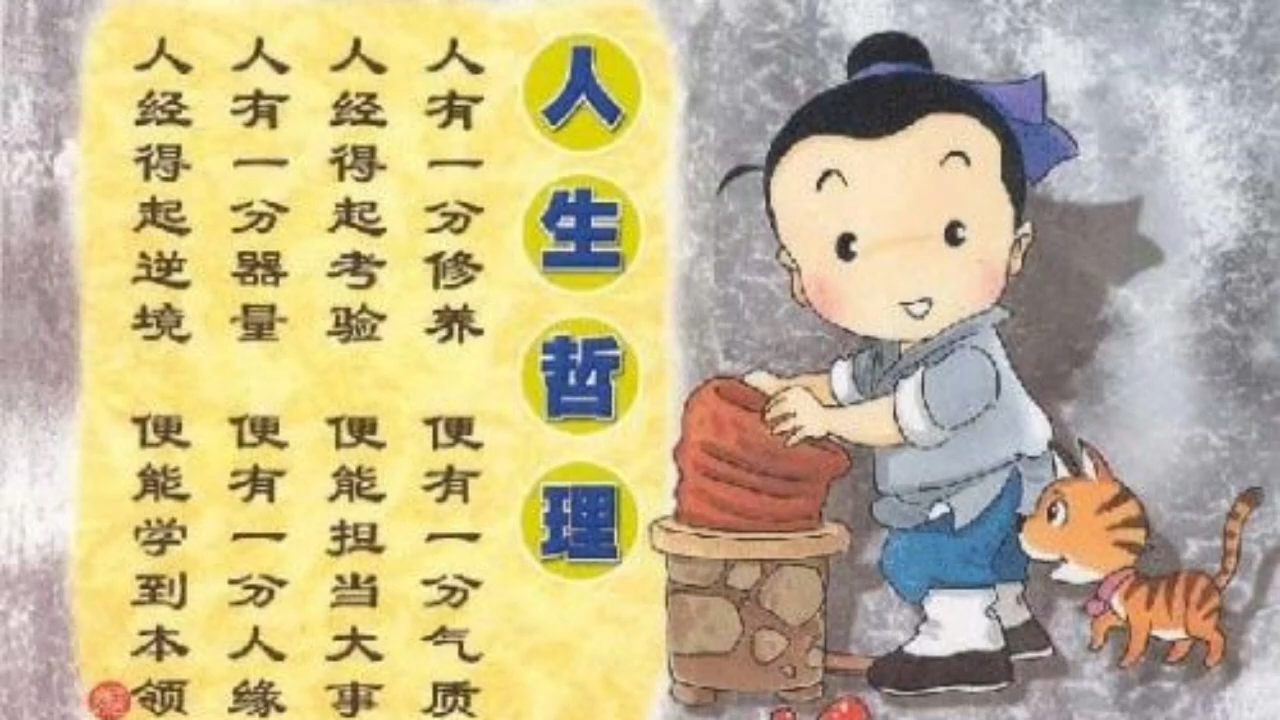 人生哲理
人有一分修养 便有一分气质
人经得起考验 便能担当大事
人有一分器量 便有一分人缘
人经得起逆境 便能学到本领